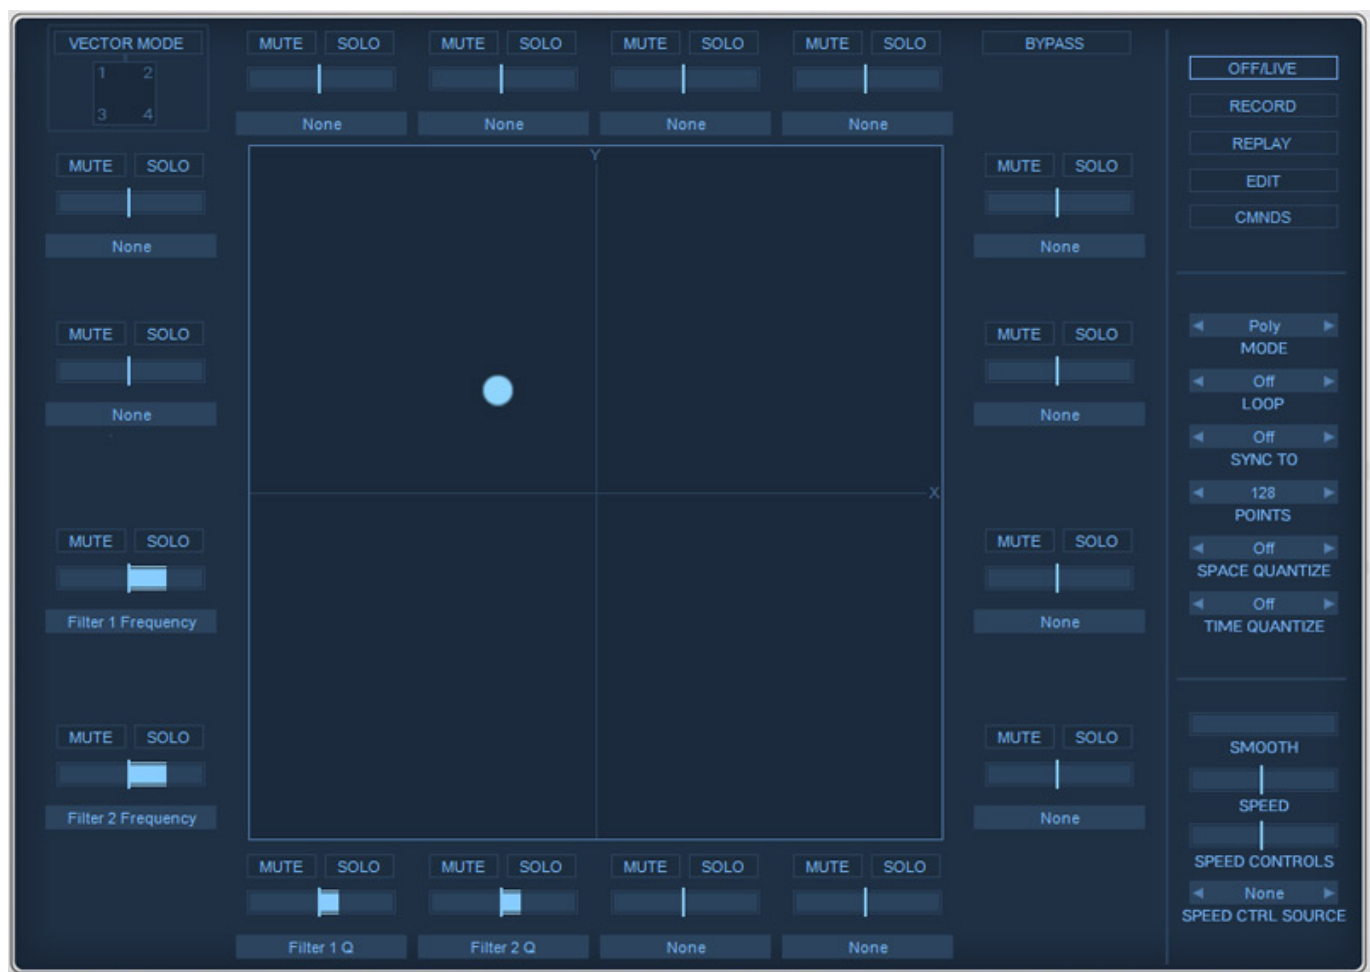 VECTOR MODE
1 2
3 4
MUTE SOLO MUTE SOLO MUTE SOLO MUTE SOLO
None None None None
BYPASS
OFF/LIVE
RECORD
REPLAY
EDIT
CMNDS
MUTE SOLO
None
MUTE SOLO
None
MUTE SOLO
Filter 1 Frequency
MUTE SOLO
Filter 2 Frequency
Y
X
MUTE SOLO
None
MUTE SOLO
None
MUTE SOLO
None
MUTE SOLO
None
MUTE SOLO MUTE SOLO MUTE SOLO MUTE SOLO
Filter 1 Q Filter 2 Q None None
Poly
MODE
Off
LOOP
Off
SYNC TO
128
POINTS
Off
SPACE QUANTIZE
Off
TIME QUANTIZE
SMOOTH
SPEED
SPEED CONTROLS
None
SPEED CTRL SOURCE